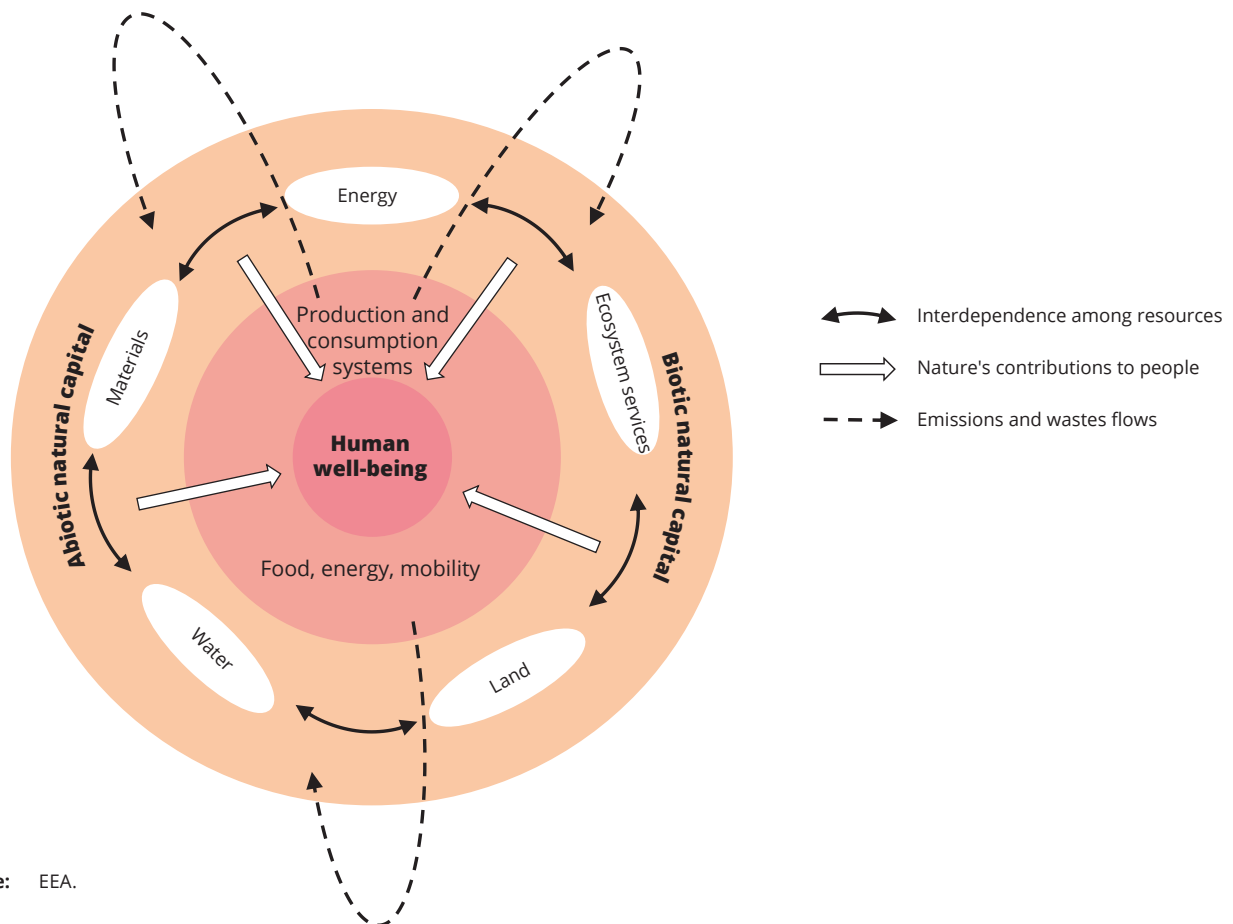 Energy
Materials
Ecosystem services
Abiotic natural capital
Biotic natural capital
Production and
consumption
systems
Human
well-being
Food, energy, mobility
Water
Land
Interdependence among resources
Nature's contributions to people
Emissions and wastes flows
EEA.